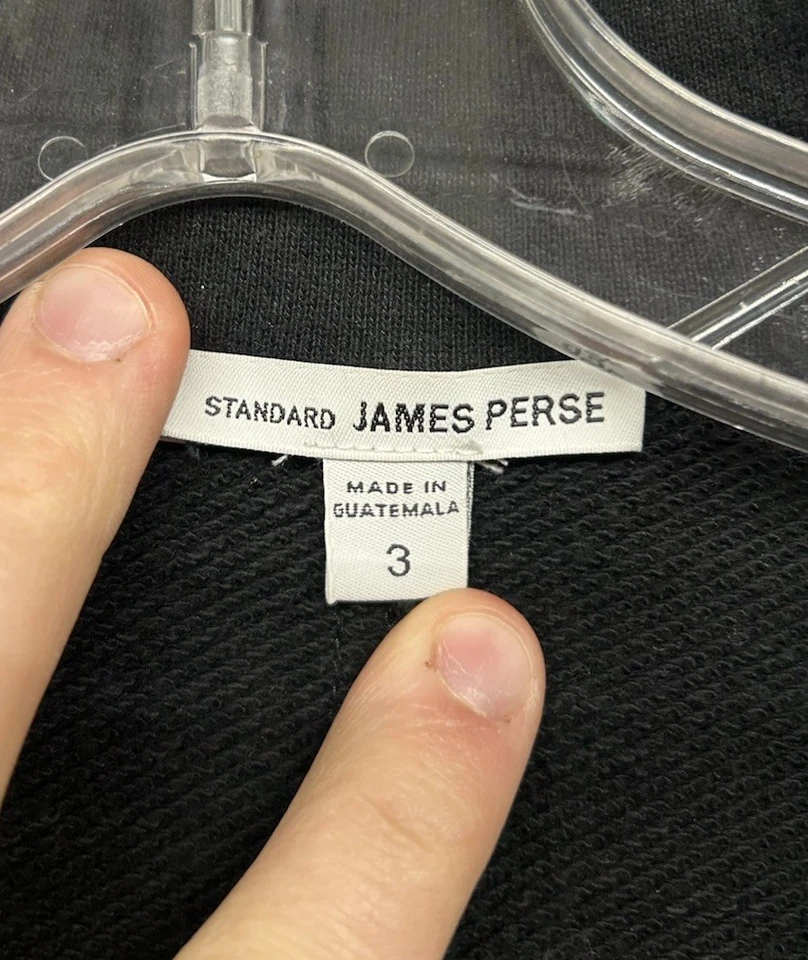 STANDARD JAMES PERSE
MADE IN
GUATEMALA
3